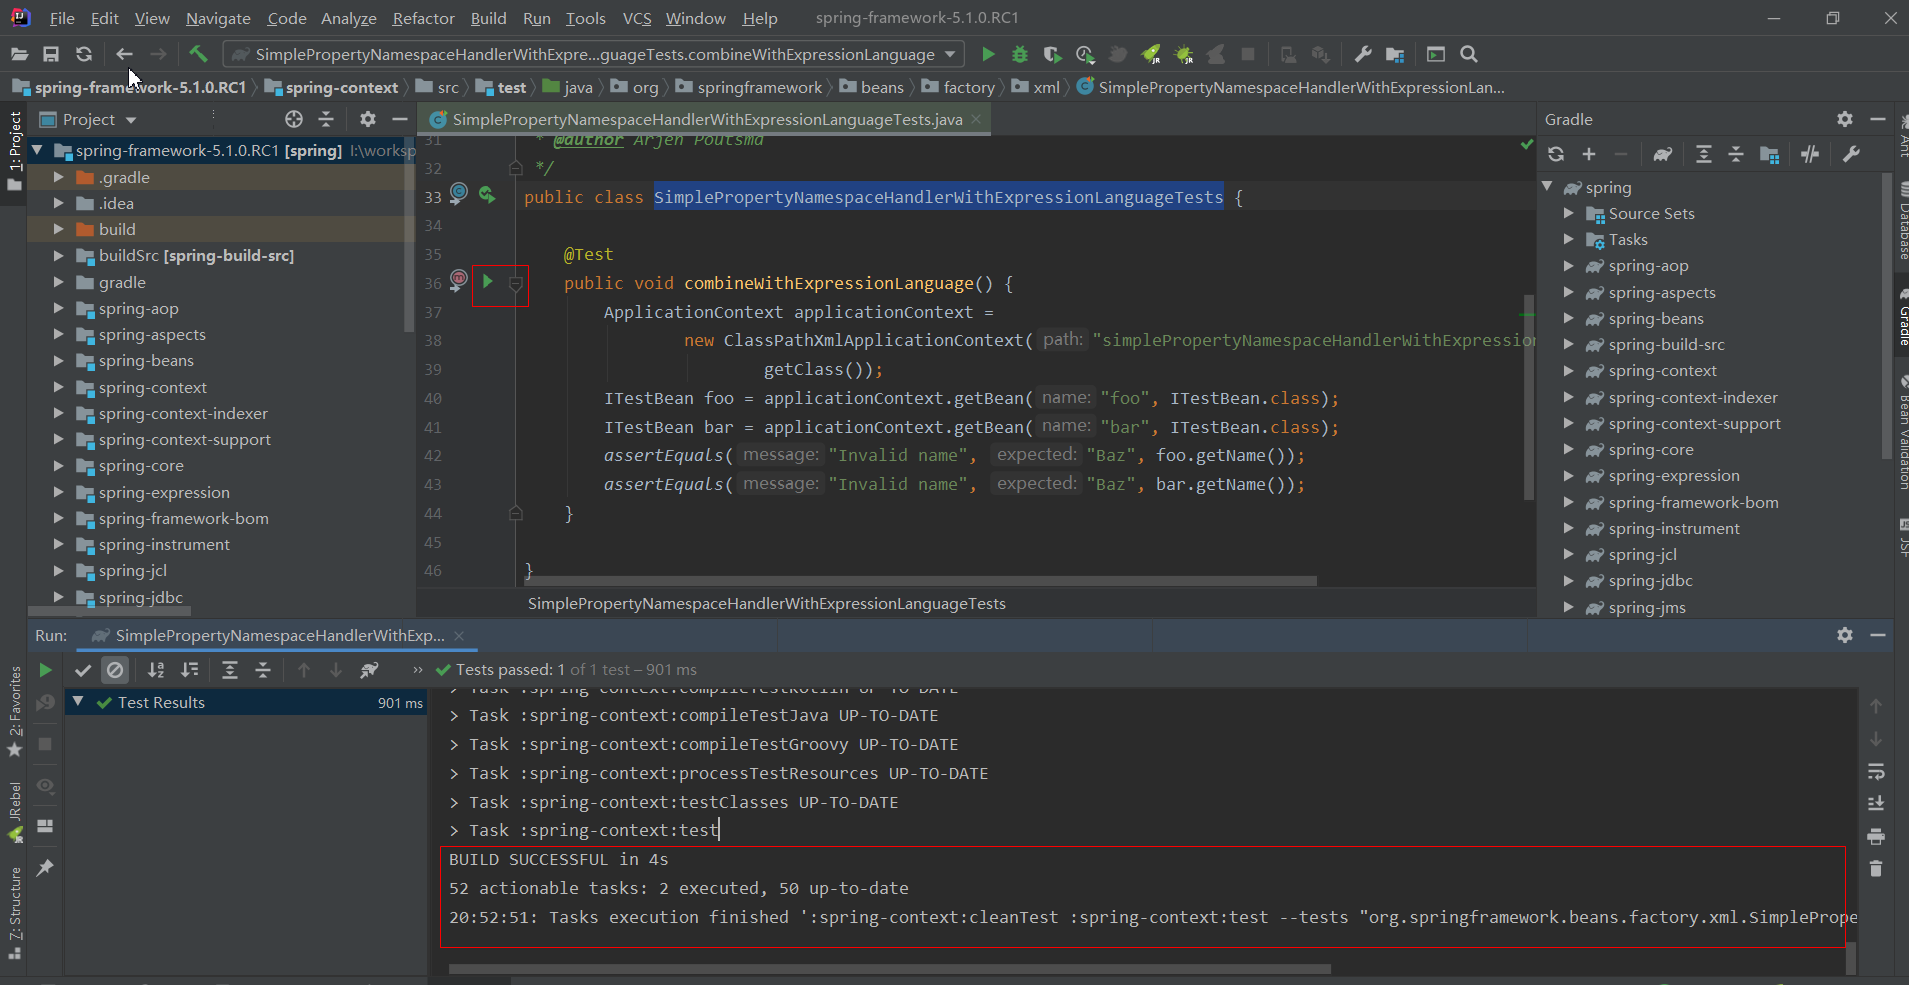 File Edit View Navigate Code Analyze Refactor Build Run Tools VCS Window Help spring-framework-5.1.0.RC1
SimplePropertyNamespaceHandlerWithExpre...guageTests.combineWithExpressionLanguage
spring-framework-5.1.0.RC1 spring-context src test java org springframework beans factory xml SimplePropertyNamespaceHandlerWithExpressionLan...
1: Project
2: Favorites
JRebel
Z: Structure
Project
spring-framework-5.1.0.RC1 [spring] I:\worksp
.gradle
.idea
build
buildSrc [spring-build-src]
gradle
spring-aop
spring-aspects
spring-beans
spring-context
spring-context-indexer
spring-context-support
spring-core
spring-expression
spring-framework-bom
spring-instrument
spring-jcl
spring-jdbc
SimplePropertyNamespaceHandlerWithExpressionLanguageTests.java
31 * @author Arjen Poutsma
32 */
33 public class SimplePropertyNamespaceHandlerWithExpressionLanguageTests {
34
35 @Test
36 public void combineWithExpressionLanguage() {
37 ApplicationContext applicationContext =
38 new ClassPathXmlApplicationContext( path: "simplePropertyNamespaceHandlerWithExpressio
39 getClass());
40 ITestBean foo = applicationContext.getBean( name: "foo", ITestBean.class);
41 ITestBean bar = applicationContext.getBean( name: "bar", ITestBean.class);
42 assertEquals( message: "Invalid name", expected: "Baz", foo.getName());
43 assertEquals( message: "Invalid name", expected: "Baz", bar.getName());
44 }
45
46 }
SimplePropertyNamespaceHandlerWithExpressionLanguageTests
Gradle
spring
Source Sets
Tasks
spring-aop
spring-aspects
spring-beans
spring-build-src
spring-context
spring-context-indexer
spring-context-support
spring-core
spring-expression
spring-framework-bom
spring-instrument
spring-jcl
spring-jdbc
spring-jms
Ant
Database
Gradle
Bean Validation
JSF
Run: SimplePropertyNamespaceHandlerWithExp...
Tests passed: 1 of 1 test – 901 ms
Test Results 901 ms
> Task :spring-context:compileTestKotlin UP-TO-DATE
> Task :spring-context:compileTestJava UP-TO-DATE
> Task :spring-context:compileTestGroovy UP-TO-DATE
> Task :spring-context:processTestResources UP-TO-DATE
> Task :spring-context:testClasses UP-TO-DATE
> Task :spring-context:test
BUILD SUCCESSFUL in 4s
52 actionable tasks: 2 executed, 50 up-to-date
20:52:51: Tasks execution finished ':spring-context:cleanTest :spring-context:test --tests "org.springframework.beans.factory.xml.SimplePrope